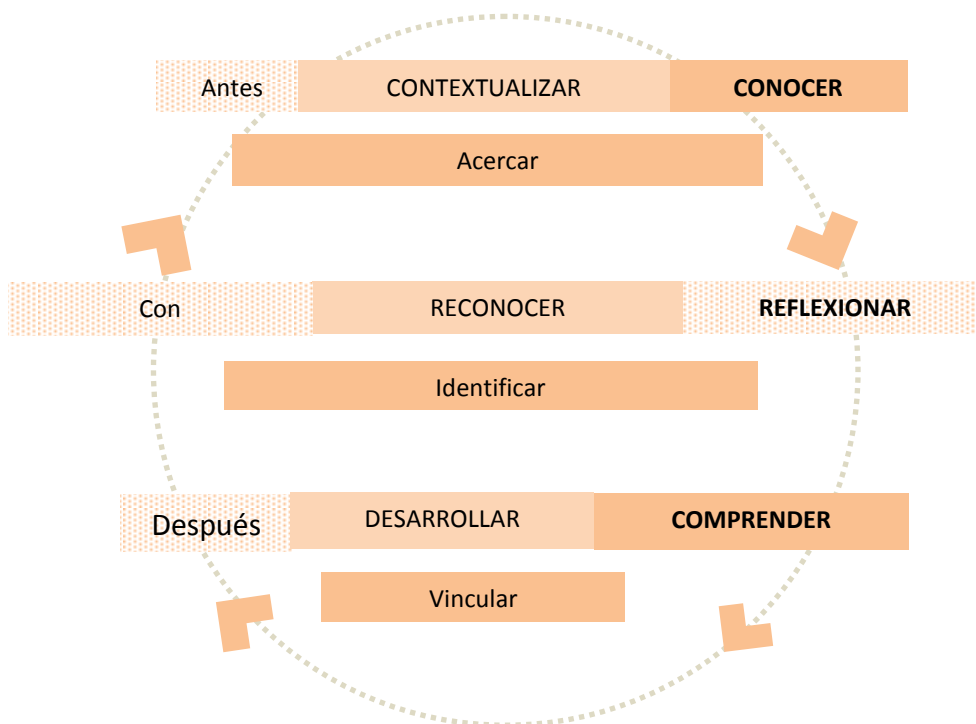 Antes CONTEXTUALIZAR CONOCER
Acercar
Con RECONOCER REFLEXIONAR
Identificar
Después DESARROLLAR COMPRENDER
Vincular